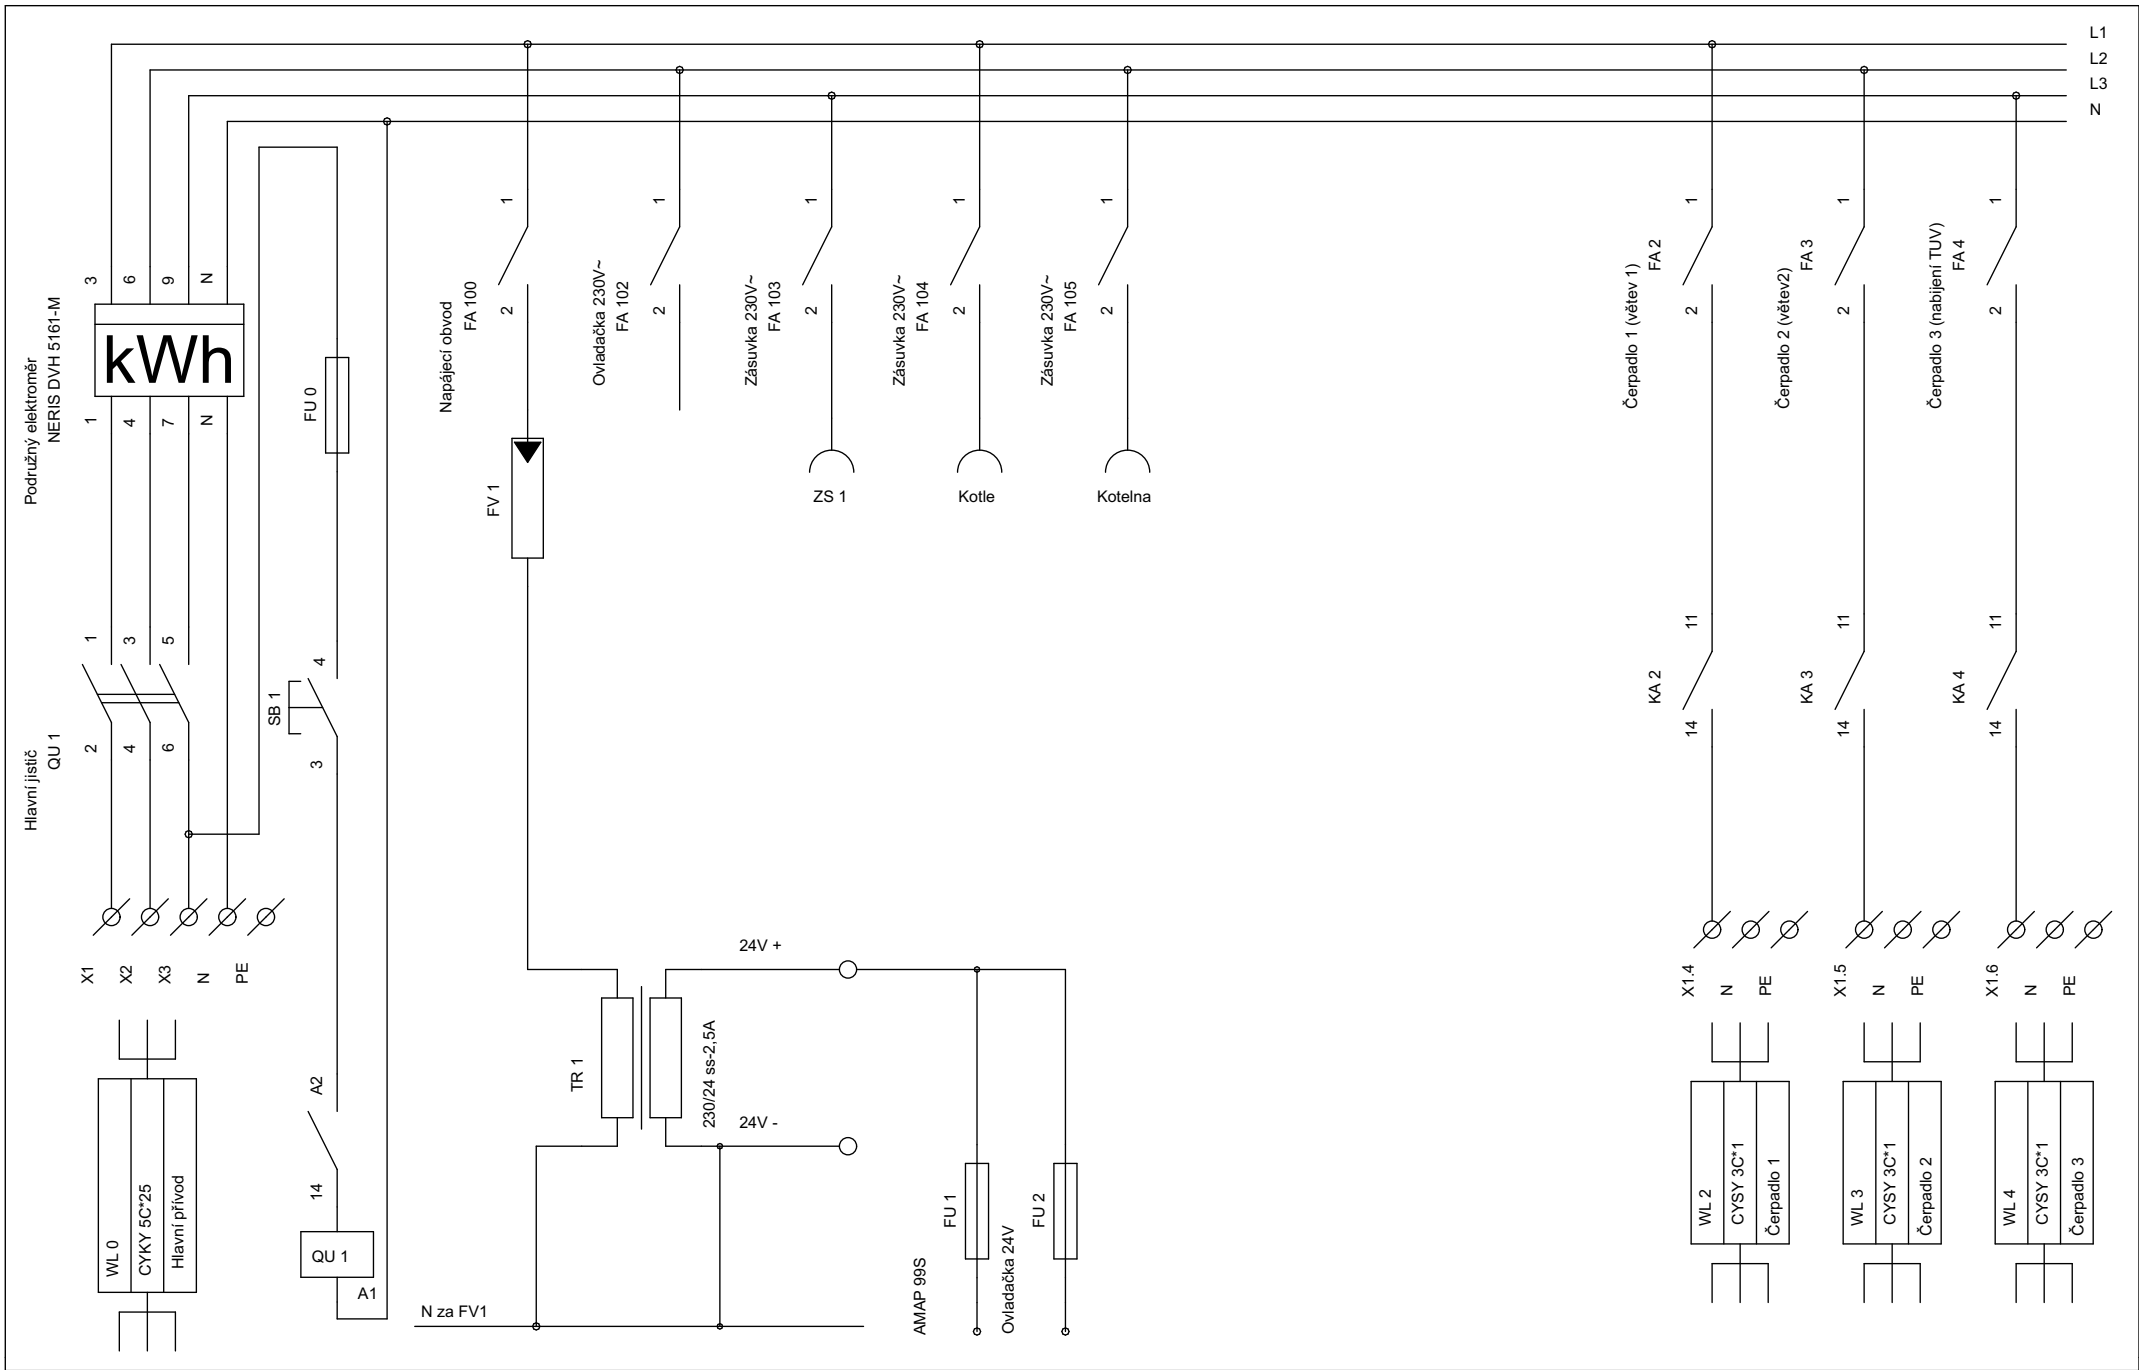 L1
L2
L3
N
Podružný elektroměr
NERIS DVH 5161-M
3
6
9
N
kWh
1
4
7
N
FU 0
Hlavní jistič
QU 1
1
3
5
2
4
6
SB 1
4
3
X1
X2
X3
N
PE
WL 0
CYKY 5C*25
Hlavní přívod
A2
14
QU 1
A1
Napájecí obvod
FA 100
1
2
FV 1
Ovladačka 230V~
FA 102
1
2
Zásuvka 230V~
FA 103
1
2
ZS 1
Zásuvka 230V~
FA 104
1
2
Kotle
Zásuvka 230V~
FA 105
1
2
Kotelna
TR 1
230/24 ss-2,5A
24V +
24V -
N za FV1
AMAP 99S
FU 1
Ovladačka 24V
FU 2
Čerpadlo 1 (větev 1)
FA 2
1
2
KA 2
11
14
X1.4
N
PE
WL 2
CYSY 3C*1
Čerpadlo 1
Čerpadlo 2 (větev2)
FA 3
1
2
KA 3
11
14
X1.5
N
PE
WL 3
CYSY 3C*1
Čerpadlo 2
Čerpadlo 3 (nabíjení TUV)
FA 4
1
2
KA 4
11
14
X1.6
N
PE
WL 4
CYSY 3C*1
Čerpadlo 3